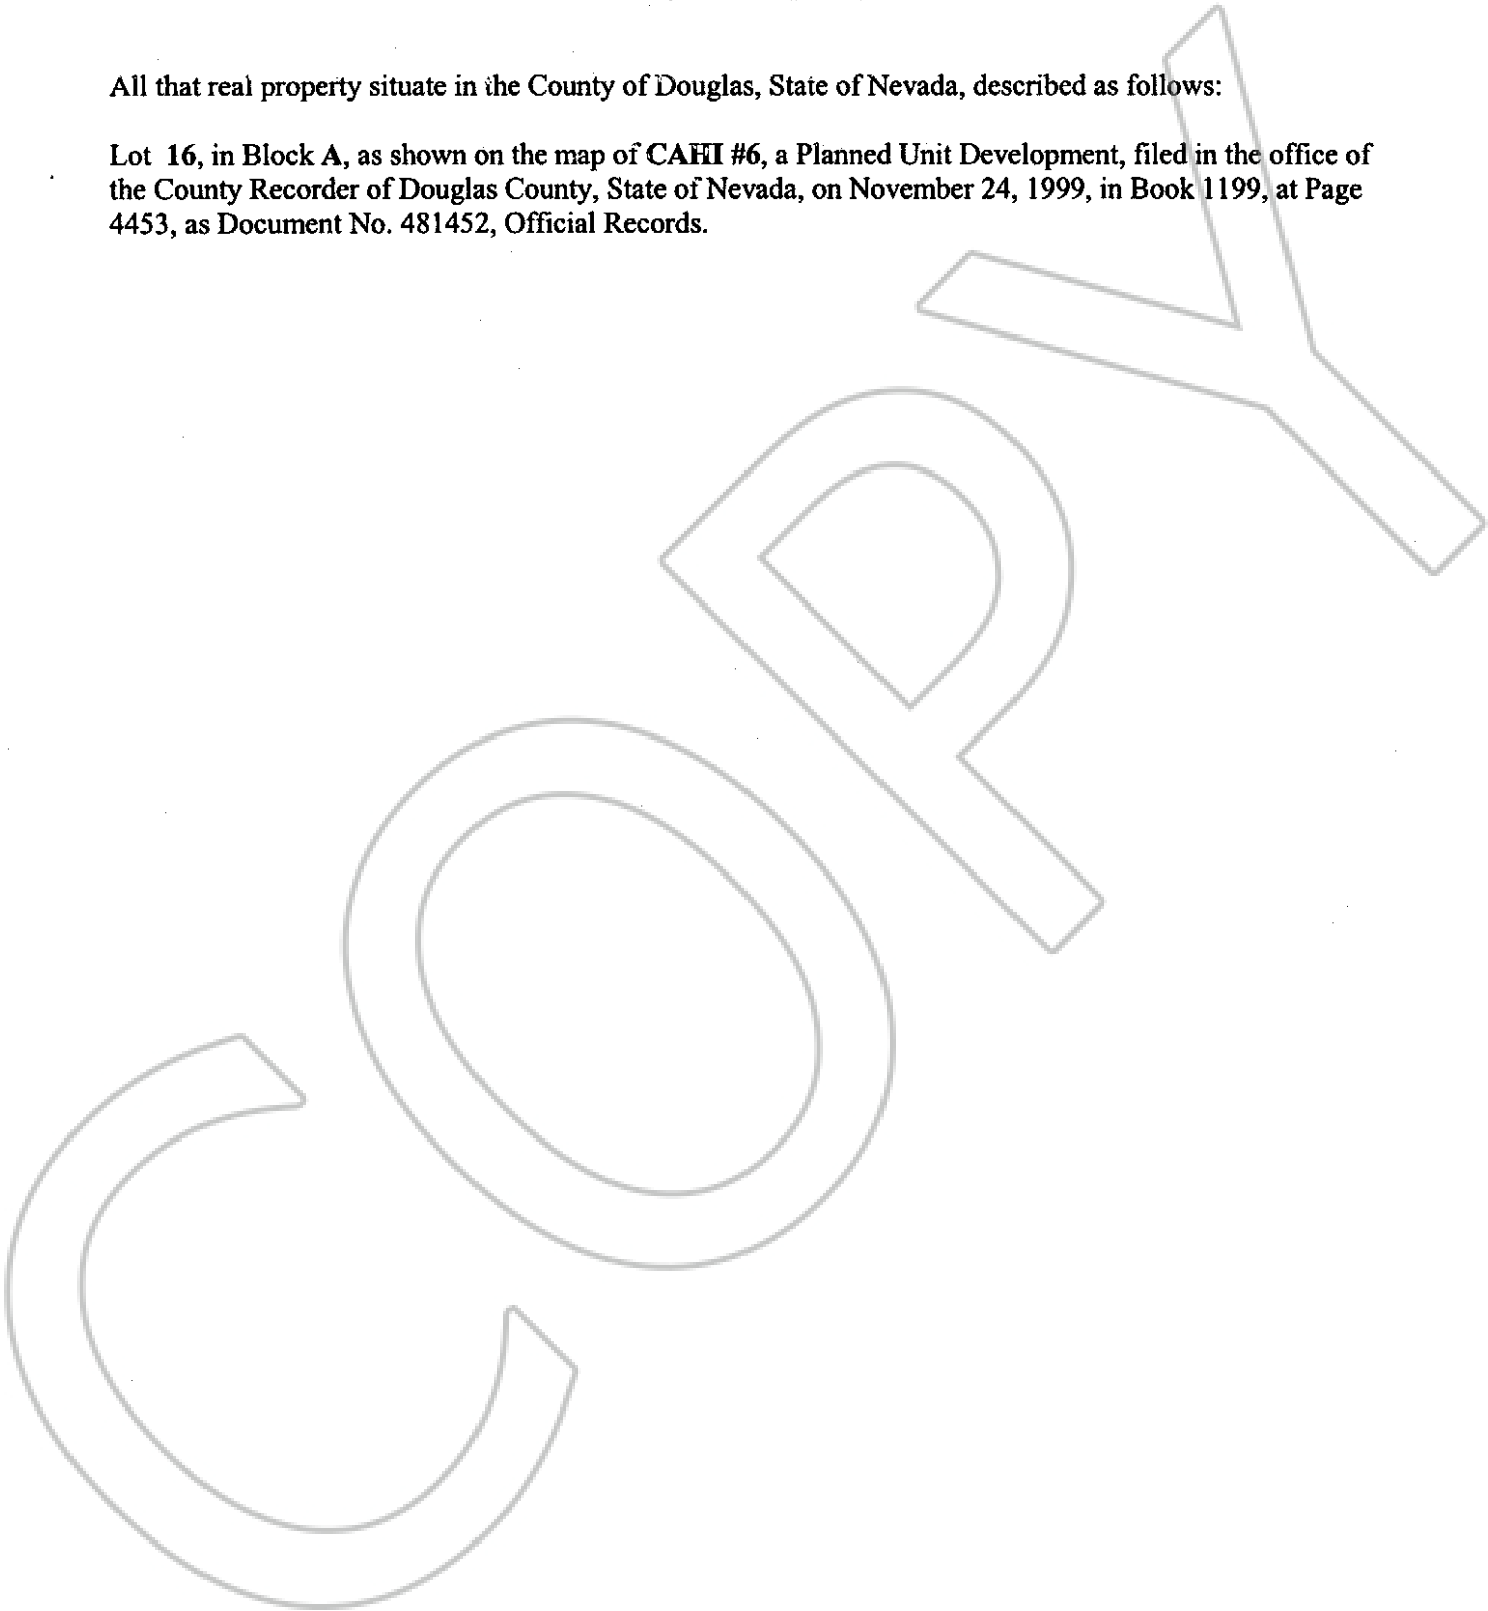 All that real property situate in the County of Douglas, State of Nevada, described as follows:
Lot 16, in Block A, as shown on the map of CAHI #6, a Planned Unit Development, filed in the office of
the County Recorder of Douglas County, State of Nevada, on November 24, 1999, in Book 1199, at Page
4453, as Document No. 481452, Official Records.
COPY